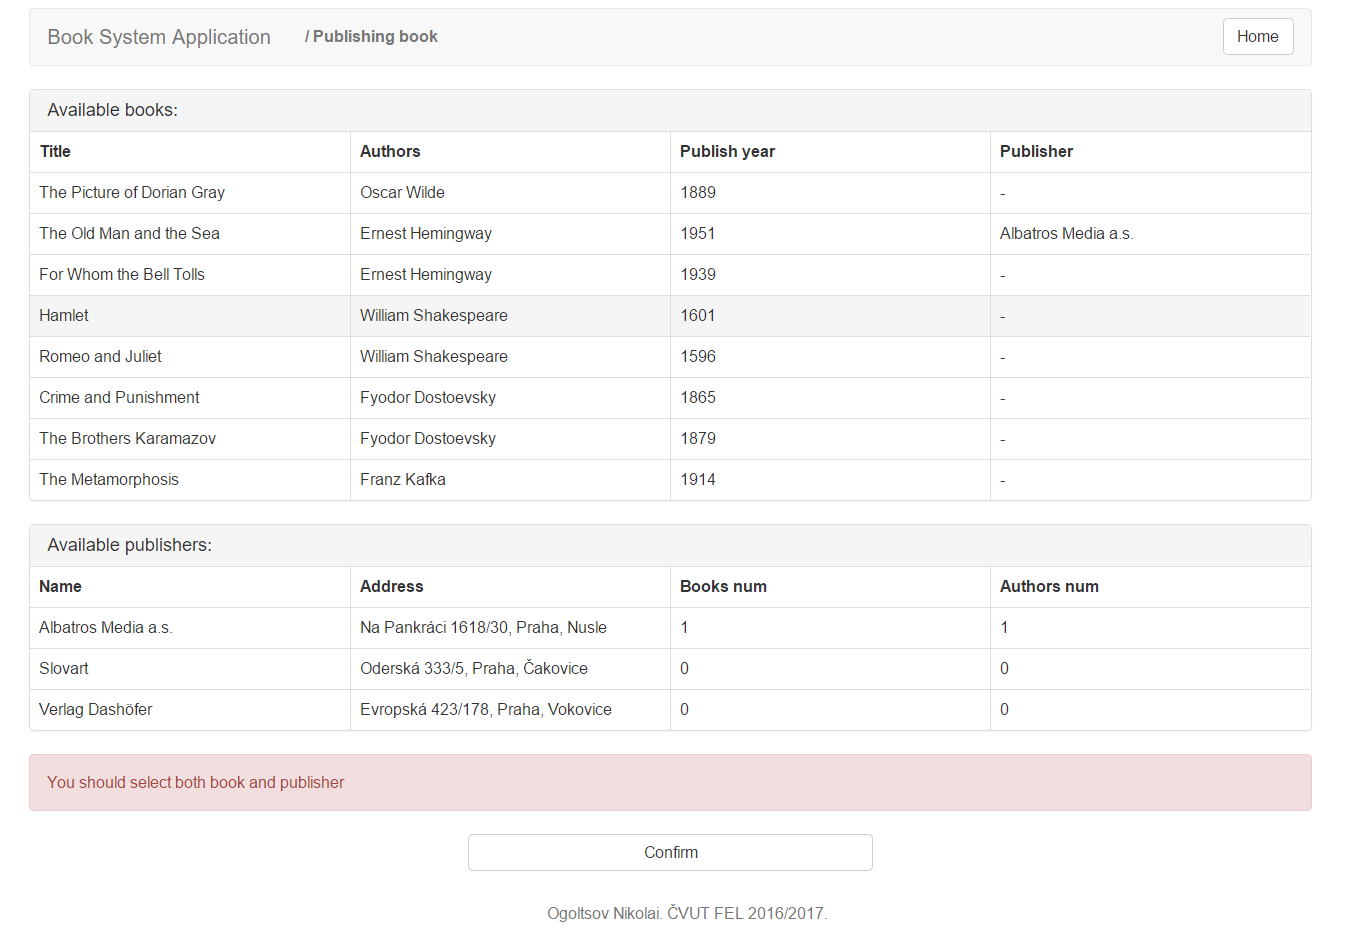 Book System Application / Publishing book Home
Available books:
Title Authors Publish year Publisher
The Picture of Dorian Gray Oscar Wilde 1889 -
The Old Man and the Sea Ernest Hemingway 1951 Albatros Media a.s.
For Whom the Bell Tolls Ernest Hemingway 1939 -
Hamlet William Shakespeare 1601 -
Romeo and Juliet William Shakespeare 1596 -
Crime and Punishment Fyodor Dostoevsky 1865 -
The Brothers Karamazov Fyodor Dostoevsky 1879 -
The Metamorphosis Franz Kafka 1914 -
Available publishers:
Name Address Books num Authors num
Albatros Media a.s. Na Pankráci 1618/30, Praha, Nusle 1 1
Slovart Oderská 333/5, Praha, Čakovice 0 0
Verlag Dashöfer Evropská 423/178, Praha, Vokovice 0 0
You should select both book and publisher
Confirm
Ogoltsov Nikolai. ČVUT FEL 2016/2017.